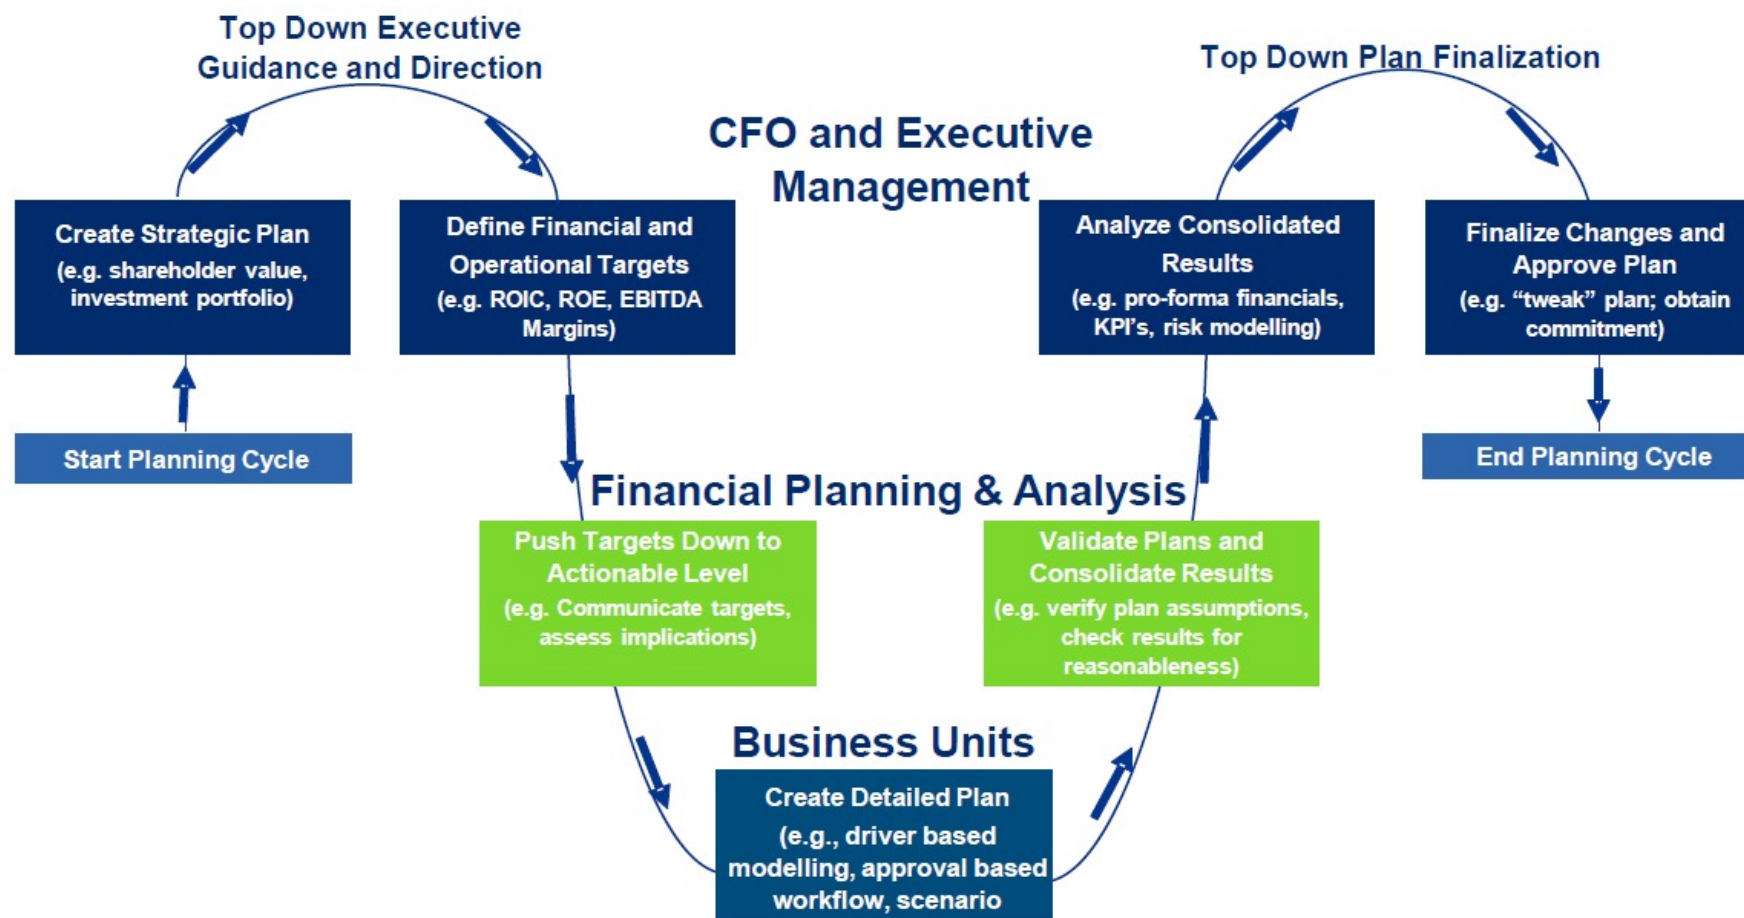 Top Down Executive
Guidance and Direction
Top Down Plan Finalization
CFO and Executive
Management
Create Strategic Plan
(e.g. shareholder value,
investment portfolio)
Define Financial and
Operational Targets
(e.g. ROIC, ROE, EBITDA
Margins)
Analyze Consolidated
Results
(e.g. pro-forma financials,
KPI's, risk modelling)
Finalize Changes and
Approve Plan
(e.g. “tweak” plan; obtain
commitment)
Start Planning Cycle
End Planning Cycle
Financial Planning & Analysis
Push Targets Down to
Actionable Level
(e.g. Communicate targets,
assess implications)
Validate Plans and
Consolidate Results
(e.g. verify plan assumptions,
check results for
reasonableness)
Business Units
Create Detailed Plan
(e.g., driver based
modelling, approval based
workflow, scenario